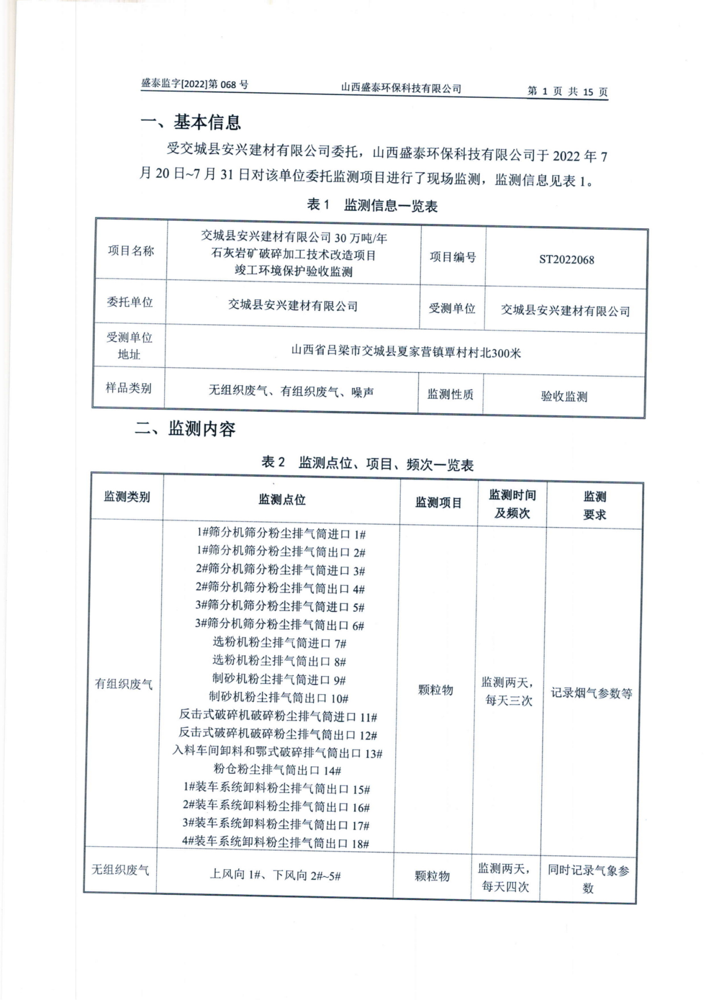 盛泰监字[2022]第 068 号 山西盛泰环保科技有限公司 第 1 页 共 15 页
一、基本信息
受交城县安兴建材有限公司委托，山西盛泰环保科技有限公司于 2022 年 7
月 20 日~7 月 31 日对该单位委托监测项目进行了现场监测，监测信息见表 1。
表 1 监测信息一览表
项目名称
交城县安兴建材有限公司 30 万吨/年
石灰岩矿破碎加工技术改造项目
竣工环境保护验收监测
项目编号
ST2022068
委托单位
交城县安兴建材有限公司
受测单位
交城县安兴建材有限公司
受测单位
地址
山西省吕梁市交城县夏家营镇覃村村北300米
样品类别
无组织废气、有组织废气、噪声
监测性质
验收监测
二、监测内容
表 2 监测点位、项目、频次一览表
监测类别
监测点位
监测项目
监测时间
及频次
监测
要求
有组织废气
1#筛分机筛分粉尘排气筒进口 1#
1#筛分机筛分粉尘排气筒出口 2#
2#筛分机筛分粉尘排气筒进口 3#
2#筛分机筛分粉尘排气筒出口 4#
3#筛分机筛分粉尘排气筒进口 5#
3#筛分机筛分粉尘排气筒出口 6#
选粉机粉尘排气筒进口 7#
选粉机粉尘排气筒出口 8#
制砂机粉尘排气筒进口 9#
制砂机粉尘排气筒出口 10#
反击式破碎机破碎粉尘排气筒进口 11#
反击式破碎机破碎粉尘排气筒出口 12#
入料车间卸料和鄂式破碎排气筒出口 13#
粉仓粉尘排气筒出口 14#
1#装车系统卸料粉尘排气筒出口 15#
2#装车系统卸料粉尘排气筒出口 16#
3#装车系统卸料粉尘排气筒出口 17#
4#装车系统卸料粉尘排气筒出口 18#
颗粒物
监测两天，
每天三次
记录烟气参数等
无组织废气
上风向 1#、下风向 2#~5#
颗粒物
监测两天，
每天四次
同时记录气象参
数